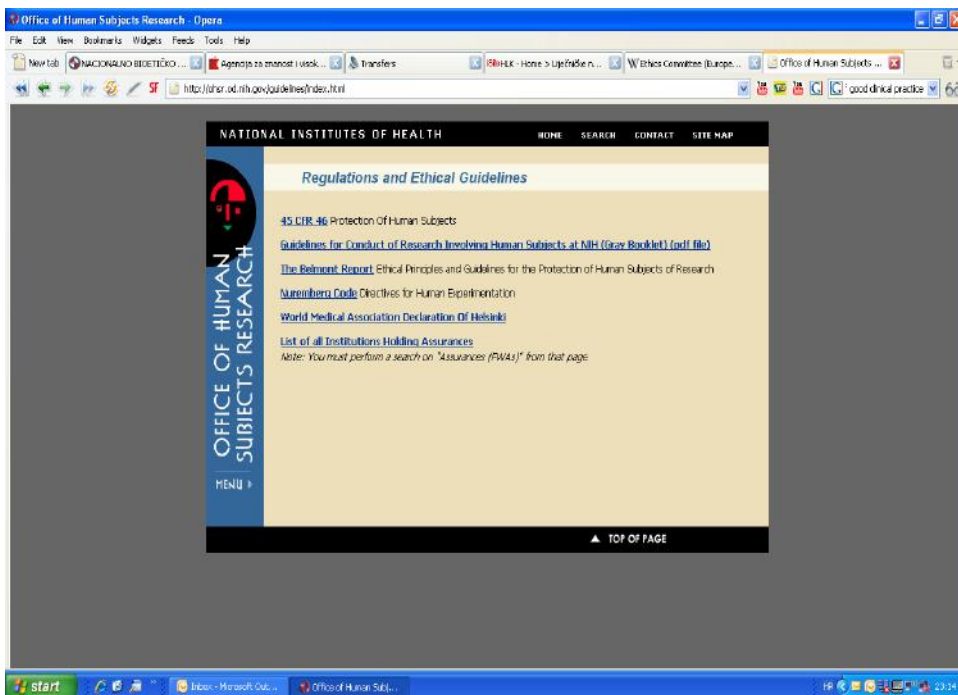 Office of Human Subjects Research - Opera
File Edit View Bookmarks Widgets Feeds Tools Help
New tab NACIONALNO BIOETIČKO ... Agencija za znanost i visok... Transfers HLK - Home > Liječničke n... Ethics Committee (Europe... Office of Human Subjects ...
http://ohsr.od.nih.gov/guidelines/index.html good clinical practice
NATIONAL INSTITUTES OF HEALTH HOME SEARCH CONTACT SITE MAP
Regulations and Ethical Guidelines
45 CFR 46 Protection Of Human Subjects
Guidelines for Conduct of Research Involving Human Subjects at NIH (Gray Booklet) (pdf file)
The Belmont Report Ethical Principles and Guidelines for the Protection of Human Subjects of Research
Nuremberg Code Directives for Human Experimentation
World Medical Association Declaration Of Helsinki
List of all Institutions Holding Assurances
Note: You must perform a search on "Assurances (FWAs)" from that page
OFFICE OF HUMAN
SUBJECTS RESEARCH
MENU
TOP OF PAGE
start Inbox - Microsoft Out... Office of Human Subj... HR 23:14